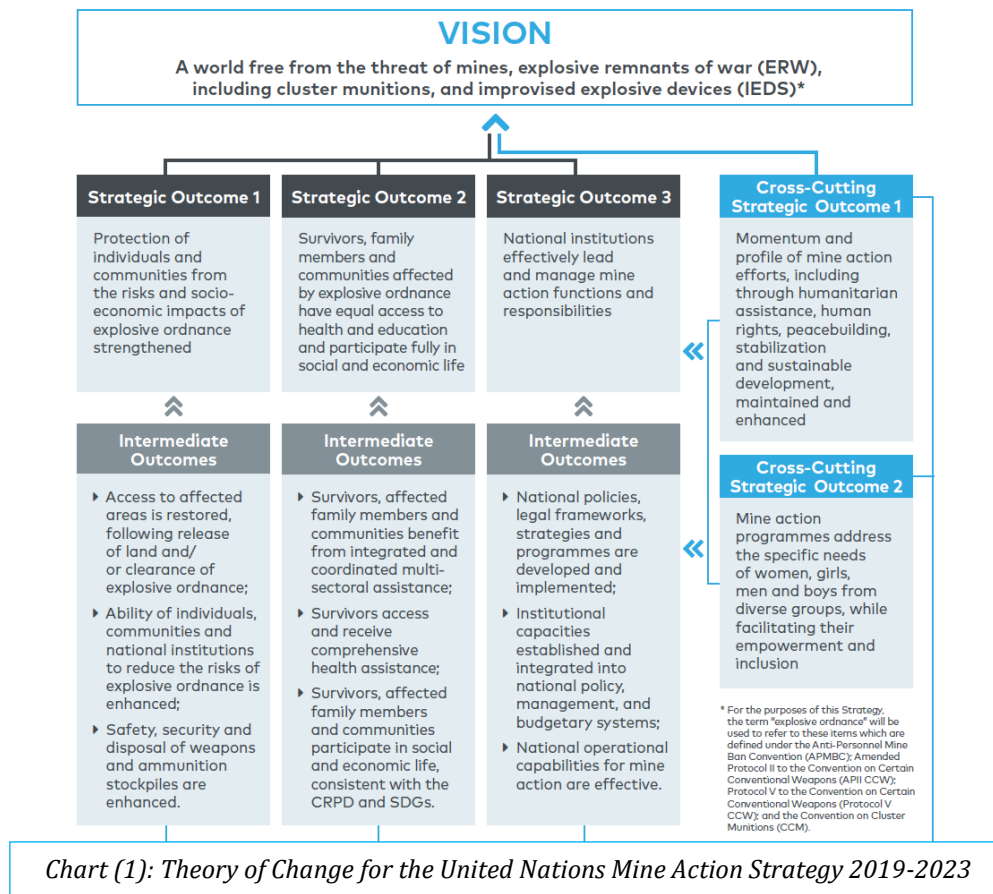 VISION
A world free from the threat of mines, explosive remnants of war (ERW),
including cluster munitions, and improvised explosive devices (IEDS)*
Strategic Outcome 1
Protection of
individuals and
communities from
the risks and socio-
economic impacts of
explosive ordnance
strengthened
Intermediate
Outcomes
Access to affected
areas is restored,
following release
of land and/
or clearance of
explosive ordnance;
Ability of individuals,
communities and
national institutions
to reduce the risks of
explosive ordnance is
enhanced;
Safety, security and
disposal of weapons
and ammunition
stockpiles are
enhanced.
Strategic Outcome 2
Survivors, family
members and
communities affected
by explosive ordnance
have equal access to
health and education
and participate fully in
social and economic life
Intermediate
Outcomes
Survivors, affected
family members and
communities benefit
from integrated and
coordinated multi-
sectoral assistance;
Survivors access
and receive
comprehensive
health assistance;
Survivors, affected
family members
and communities
participate in social
and economic life,
consistent with the
CRPD and SDGs.
Strategic Outcome 3
National institutions
effectively lead
and manage mine
action functions and
responsibilities
Intermediate
Outcomes
National policies,
legal frameworks,
strategies and
programmes are
developed and
implemented;
Institutional
capacities
established and
integrated into
national policy,
management, and
budgetary systems;
National operational
capabilities for mine
action are effective.
Cross-Cutting
Strategic Outcome 1
Momentum and
profile of mine action
efforts, including
through humanitarian
assistance, human
rights, peacebuilding,
stabilization
and sustainable
development,
maintained and
enhanced
Cross-Cutting
Strategic Outcome 2
Mine action
programmes address
the specific needs
of women, girls,
men and boys from
diverse groups, while
facilitating their
empowerment and
inclusion
* For the purposes of this Strategy,
the term "explosive ordnance" will be
used to refer to these items which are
defined under the Anti-Personnel Mine
Ban Convention (APMBC); Amended
Protocol II to the Convention on Certain
Conventional Weapons (APII CCW);
Protocol V to the Convention on Certain
Conventional Weapons (Protocol V
CCW); and the Convention on Cluster
Munitions (CCM).
Chart (1): Theory of Change for the United Nations Mine Action Strategy 2019-2023